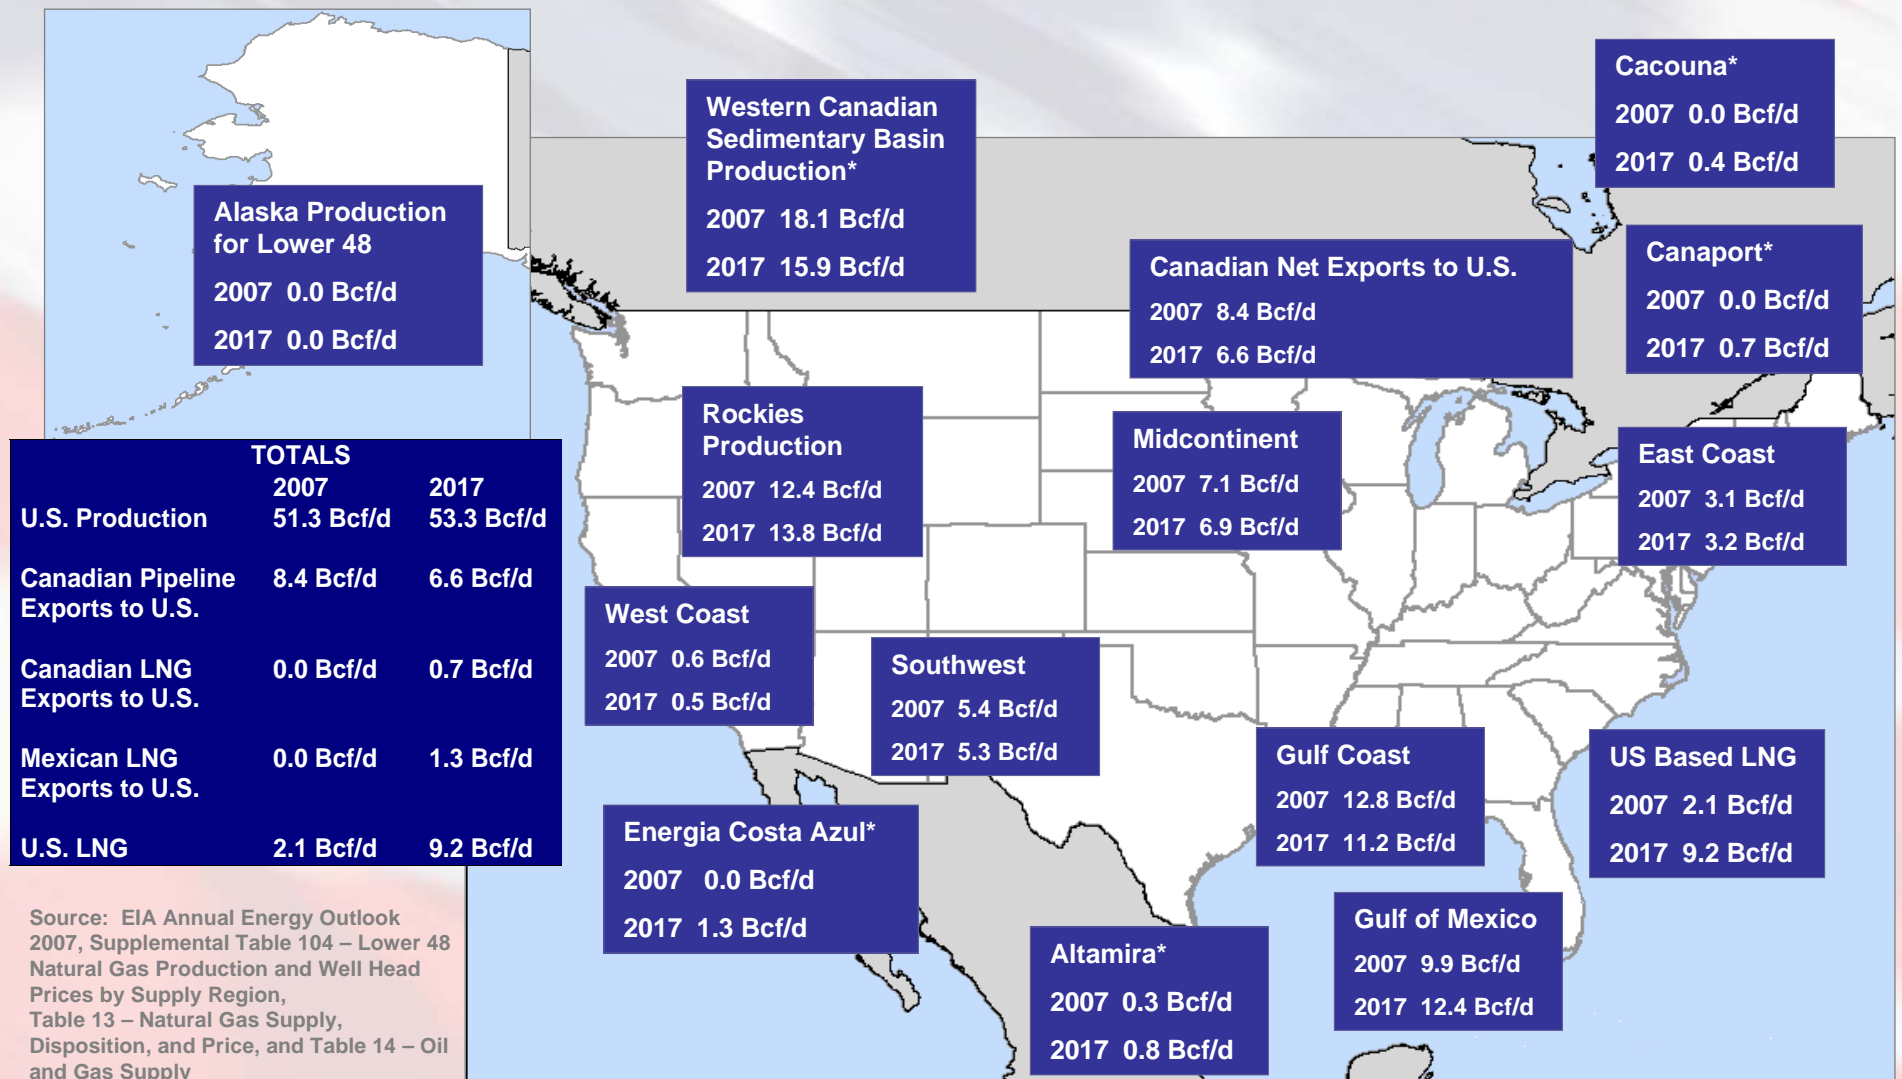 Cacouna*
2007 0.0 Bcf/d
2017 0.4 Bcf/d
Western Canadian
Sedimentary Basin
Production*
2007 18.1 Bcf/d
2017 15.9 Bcf/d
Alaska Production
for Lower 48
2007 0.0 Bcf/d
2017 0.0 Bcf/d
Canadian Net Exports to U.S.
2007 8.4 Bcf/d
2017 6.6 Bcf/d
Canaport*
2007 0.0 Bcf/d
2017 0.7 Bcf/d
Rockies
Production
2007 12.4 Bcf/d
2017 13.8 Bcf/d
Midcontinent
2007 7.1 Bcf/d
2017 6.9 Bcf/d
East Coast
2007 3.1 Bcf/d
2017 3.2 Bcf/d
TOTALS
2007 2017
U.S. Production 51.3 Bcf/d 53.3 Bcf/d
Canadian Pipeline 8.4 Bcf/d 6.6 Bcf/d
Exports to U.S.
Canadian LNG 0.0 Bcf/d 0.7 Bcf/d
Exports to U.S.
Mexican LNG 0.0 Bcf/d 1.3 Bcf/d
Exports to U.S.
U.S. LNG 2.1 Bcf/d 9.2 Bcf/d
West Coast
2007 0.6 Bcf/d
2017 0.5 Bcf/d
Southwest
2007 5.4 Bcf/d
2017 5.3 Bcf/d
Gulf Coast
2007 12.8 Bcf/d
2017 11.2 Bcf/d
US Based LNG
2007 2.1 Bcf/d
2017 9.2 Bcf/d
Energia Costa Azul*
2007 0.0 Bcf/d
2017 1.3 Bcf/d
Altamira*
2007 0.3 Bcf/d
2017 0.8 Bcf/d
Gulf of Mexico
2007 9.9 Bcf/d
2017 12.4 Bcf/d
Source: EIA Annual Energy Outlook
2007, Supplemental Table 104 – Lower 48
Natural Gas Production and Well Head
Prices by Supply Region,
Table 13 – Natural Gas Supply,
Disposition, and Price, and Table 14 – Oil
and Gas Supply